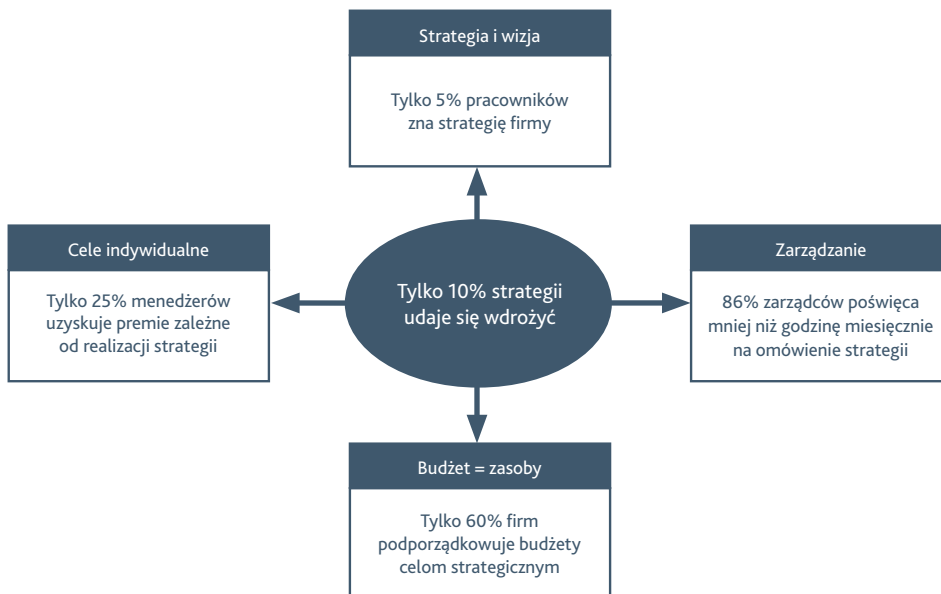 Strategia i wizja
Tylko 5% pracowników
zna strategię firmy
Cele indywidualne
Tylko 25% menedżerów
uzyskuje premie zależne
od realizacji strategii
Tylko 10% strategii
udaje się wdrożyć
Zarządzanie
86% zarządców poświęca
mniej niż godzinę miesięcznie
na omówienie strategii
Budżet = zasoby
Tylko 60% firm
podporządkowuje budżety
celom strategicznym